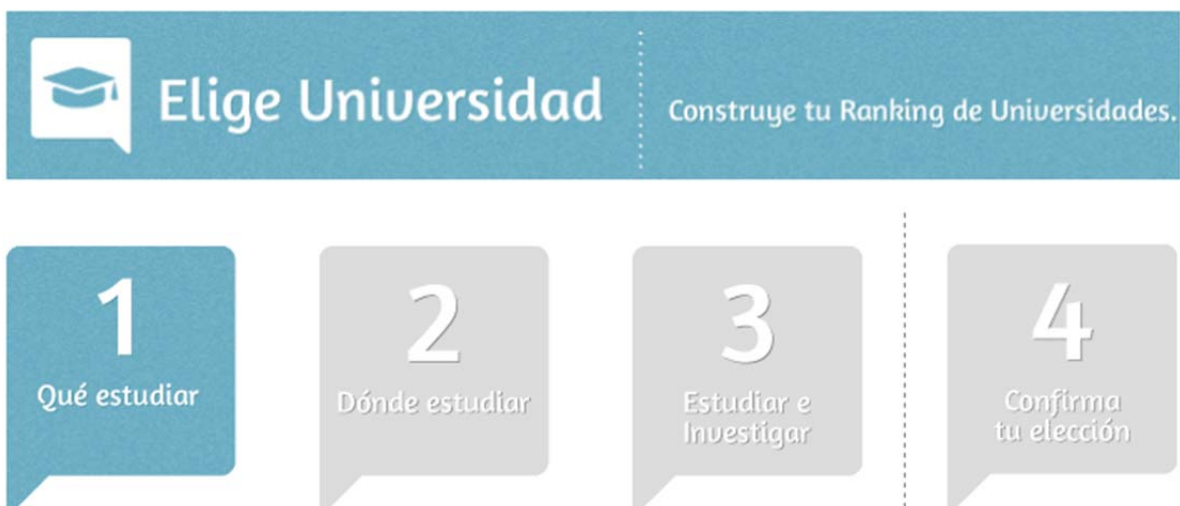 Elige Universidad
Construye tu Ranking de Universidades.
1
Qué estudiar
2
Dónde estudiar
3
Estudiar e
Investigar
4
Confirma
tu elección